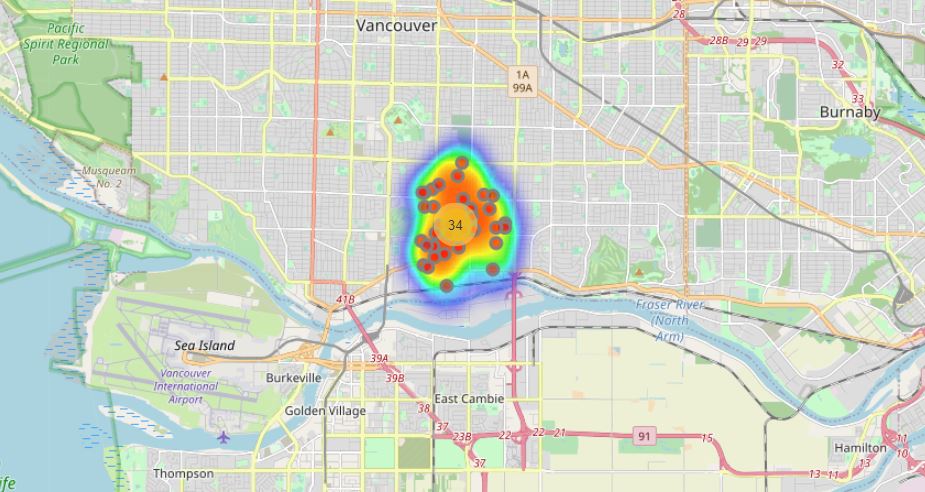 Vancouver
28
Pacific
Spirit Regional
Park
28B
29
29
32
1A
99A
33
Burnaby
Musqueam
No. 2
34
41B
Fraser River
(North
Arm)
Sea Island
39A
Vancouver
International
Airport
39B
Burkeville
East Cambie
38
Golden Village
37
23B
22
22
21
91
15
11
10
Hamilton
37
13
11
13
Thompson
ife